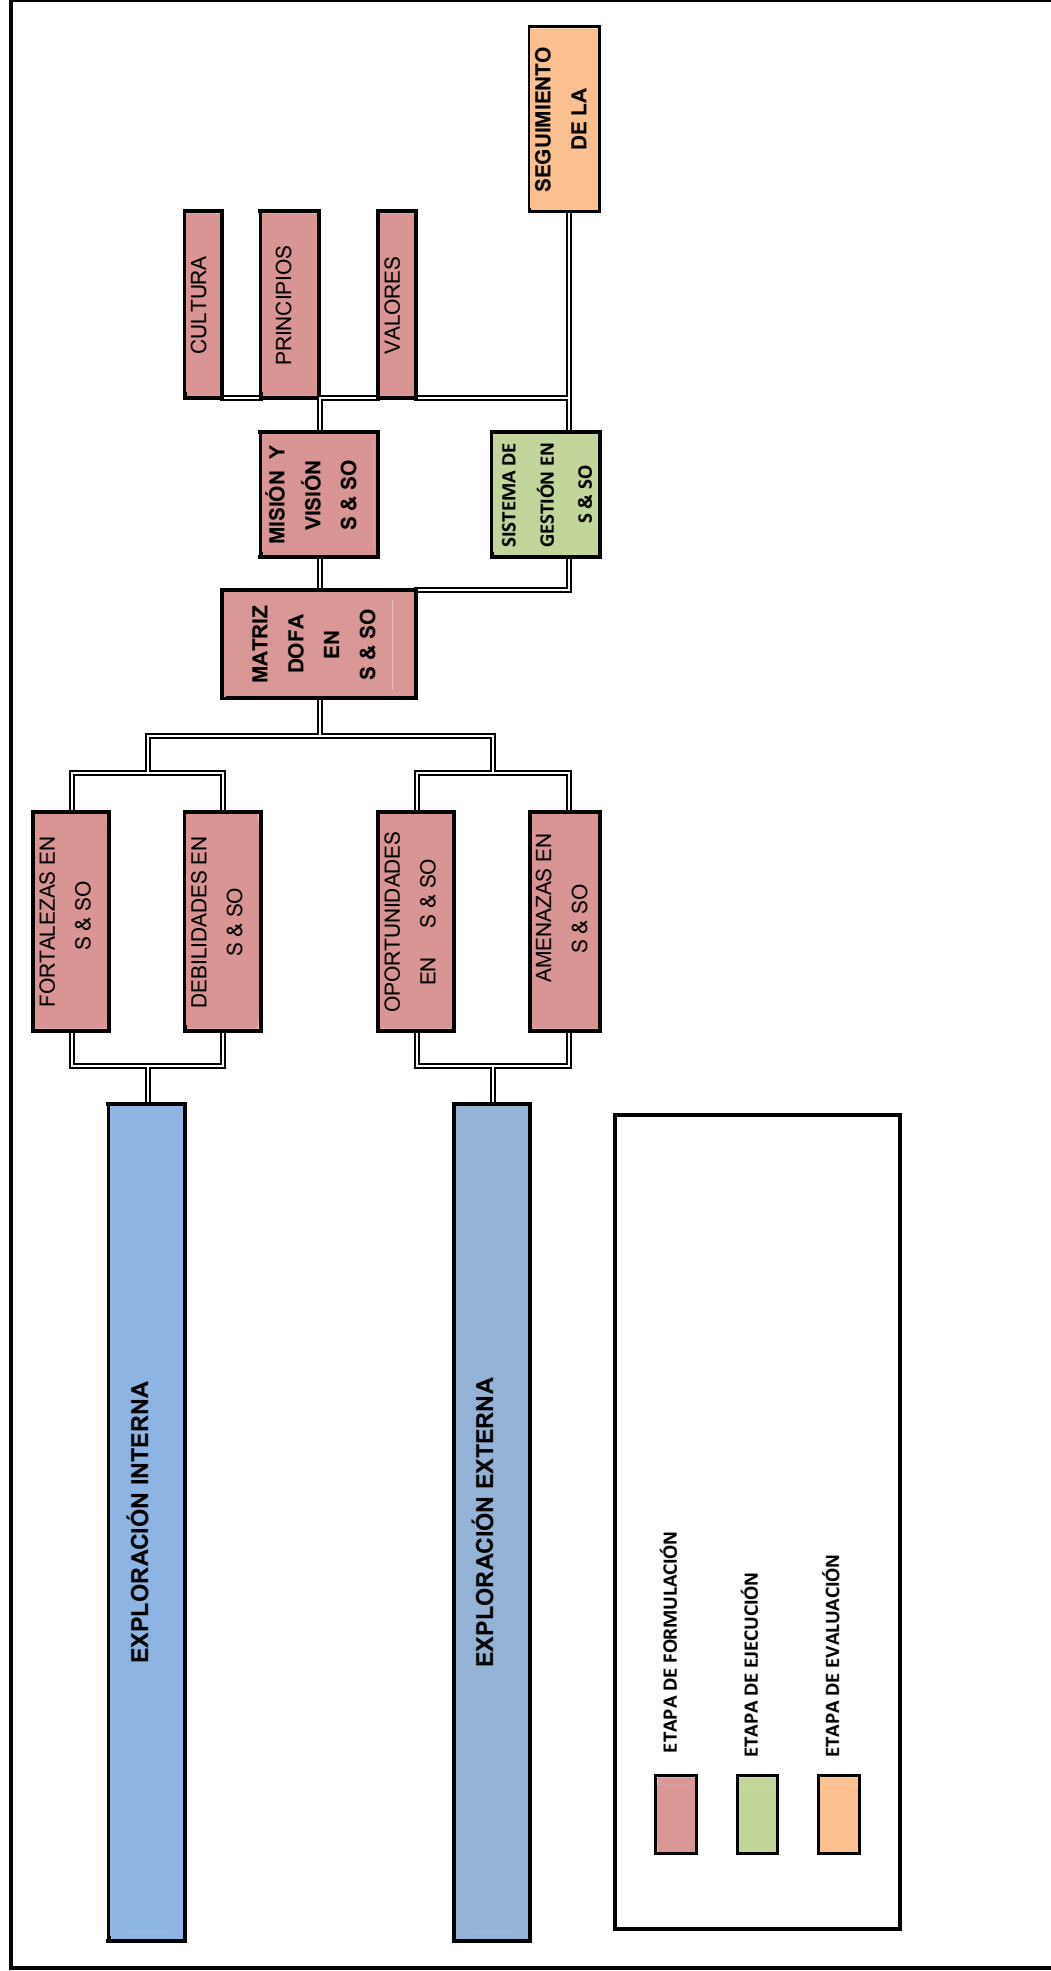 EXPLORACIÓN INTERNA
EXPLORACIÓN EXTERNA
FORTALEZAS EN
S & SO
DEBILIDADES EN
S & SO
OPORTUNIDADES
EN S & SO
AMENAZAS EN
S & SO
MATRIZ
DOFA
EN
S & SO
MISIÓN Y
VISIÓN
S & SO
SISTEMA DE
GESTIÓN EN
S & SO
CULTURA
PRINCIPIOS
VALORES
SEGUIMIENTO
DE LA
ETAPA DE FORMULACIÓN
ETAPA DE EJECUCIÓN
ETAPA DE EVALUACIÓN